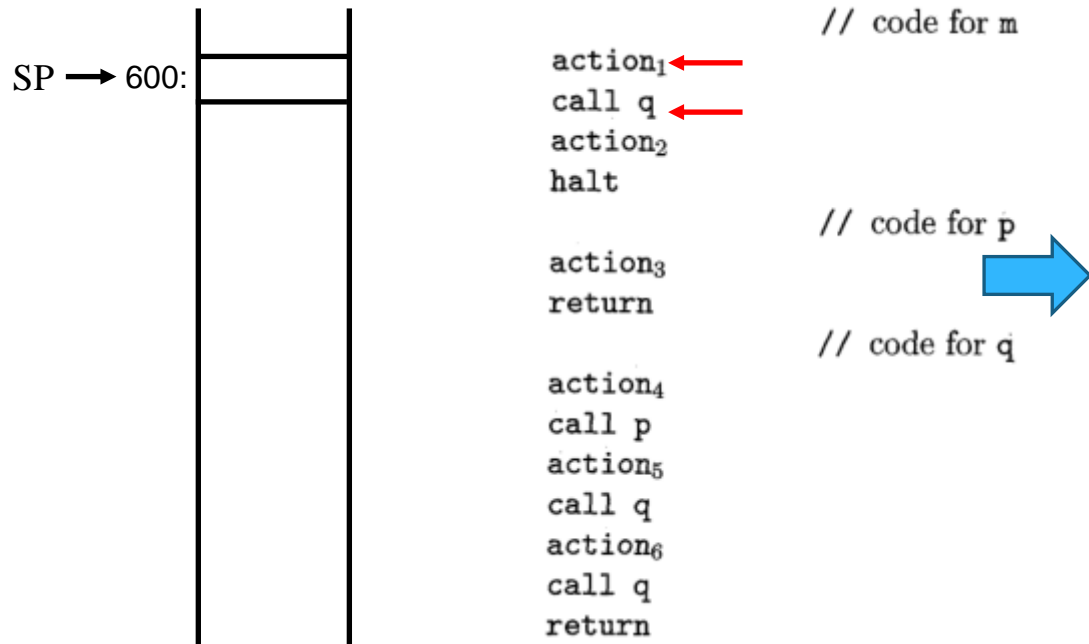 // code for m
SP 600:
action₁
call q
action₂
halt
// code for p
action₃
return
// code for q
action₄
call p
action₅
call q
action₆
call q
return